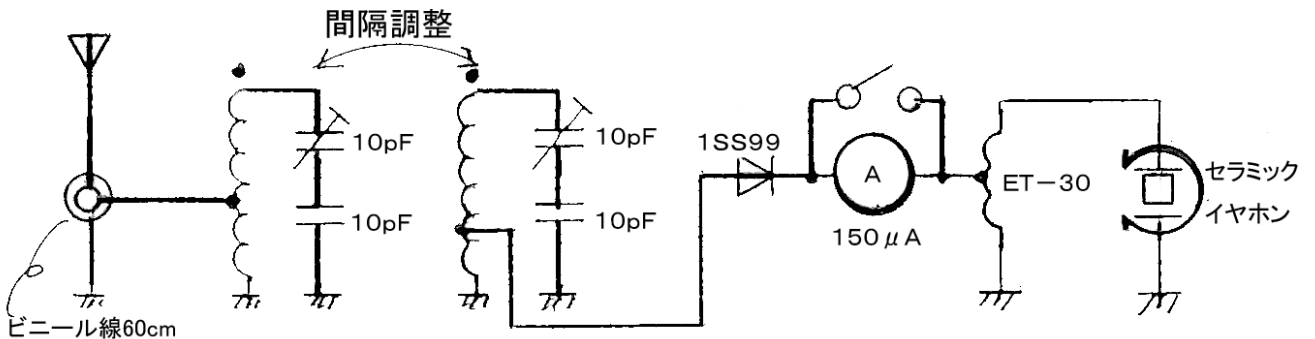 間隔調整
10pF
10pF
10pF
10pF
1SS99
A
150μA
ET-30
セラミック
イヤホン
ビニール線60cm